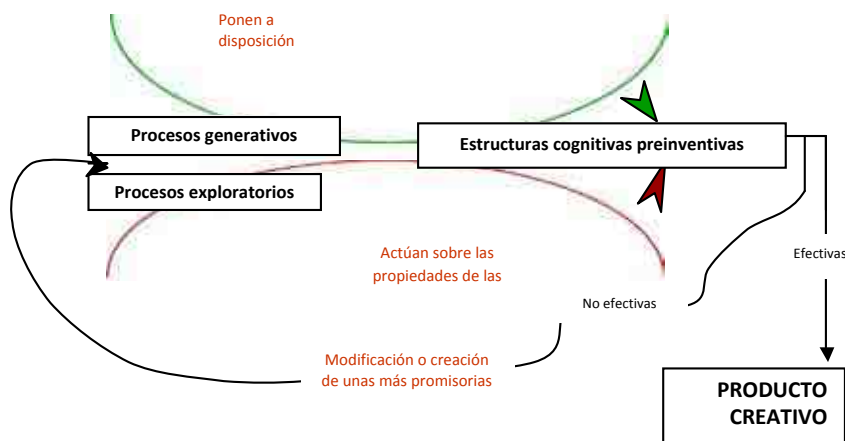 Ponen a
disposición
Procesos generativos
Estructuras cognitivas preinventivas
Procesos exploratorios
Actúan sobre las
propiedades de las
Efectivas
No efectivas
Modificación o creación
de unas más promisorias
PRODUCTO
CREATIVO